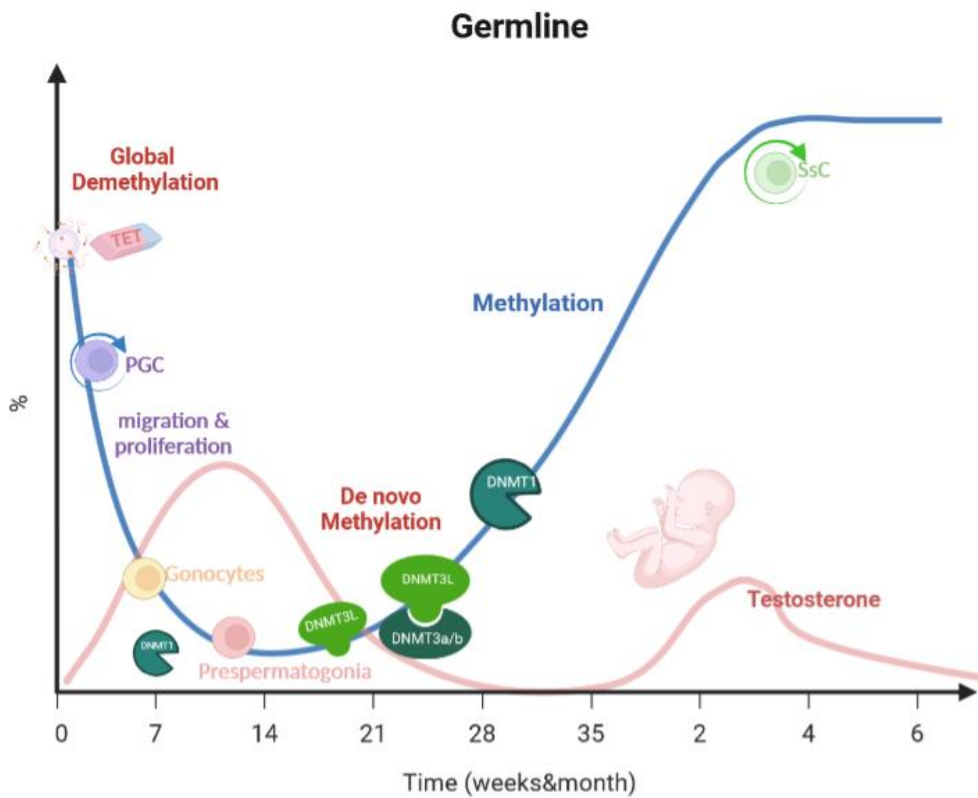 Germline
Global
Demethylation
TET
PGC
migration &
proliferation
Gonocytes
DNMT1
Prespermatogonia
De novo
Methylation
DNMT3L
DNMT3L
DNMT3a/b
DNMT1
Methylation
SsC
Testosterone
%
0 7 14 21 28 35 2 4 6
Time (weeks&month)